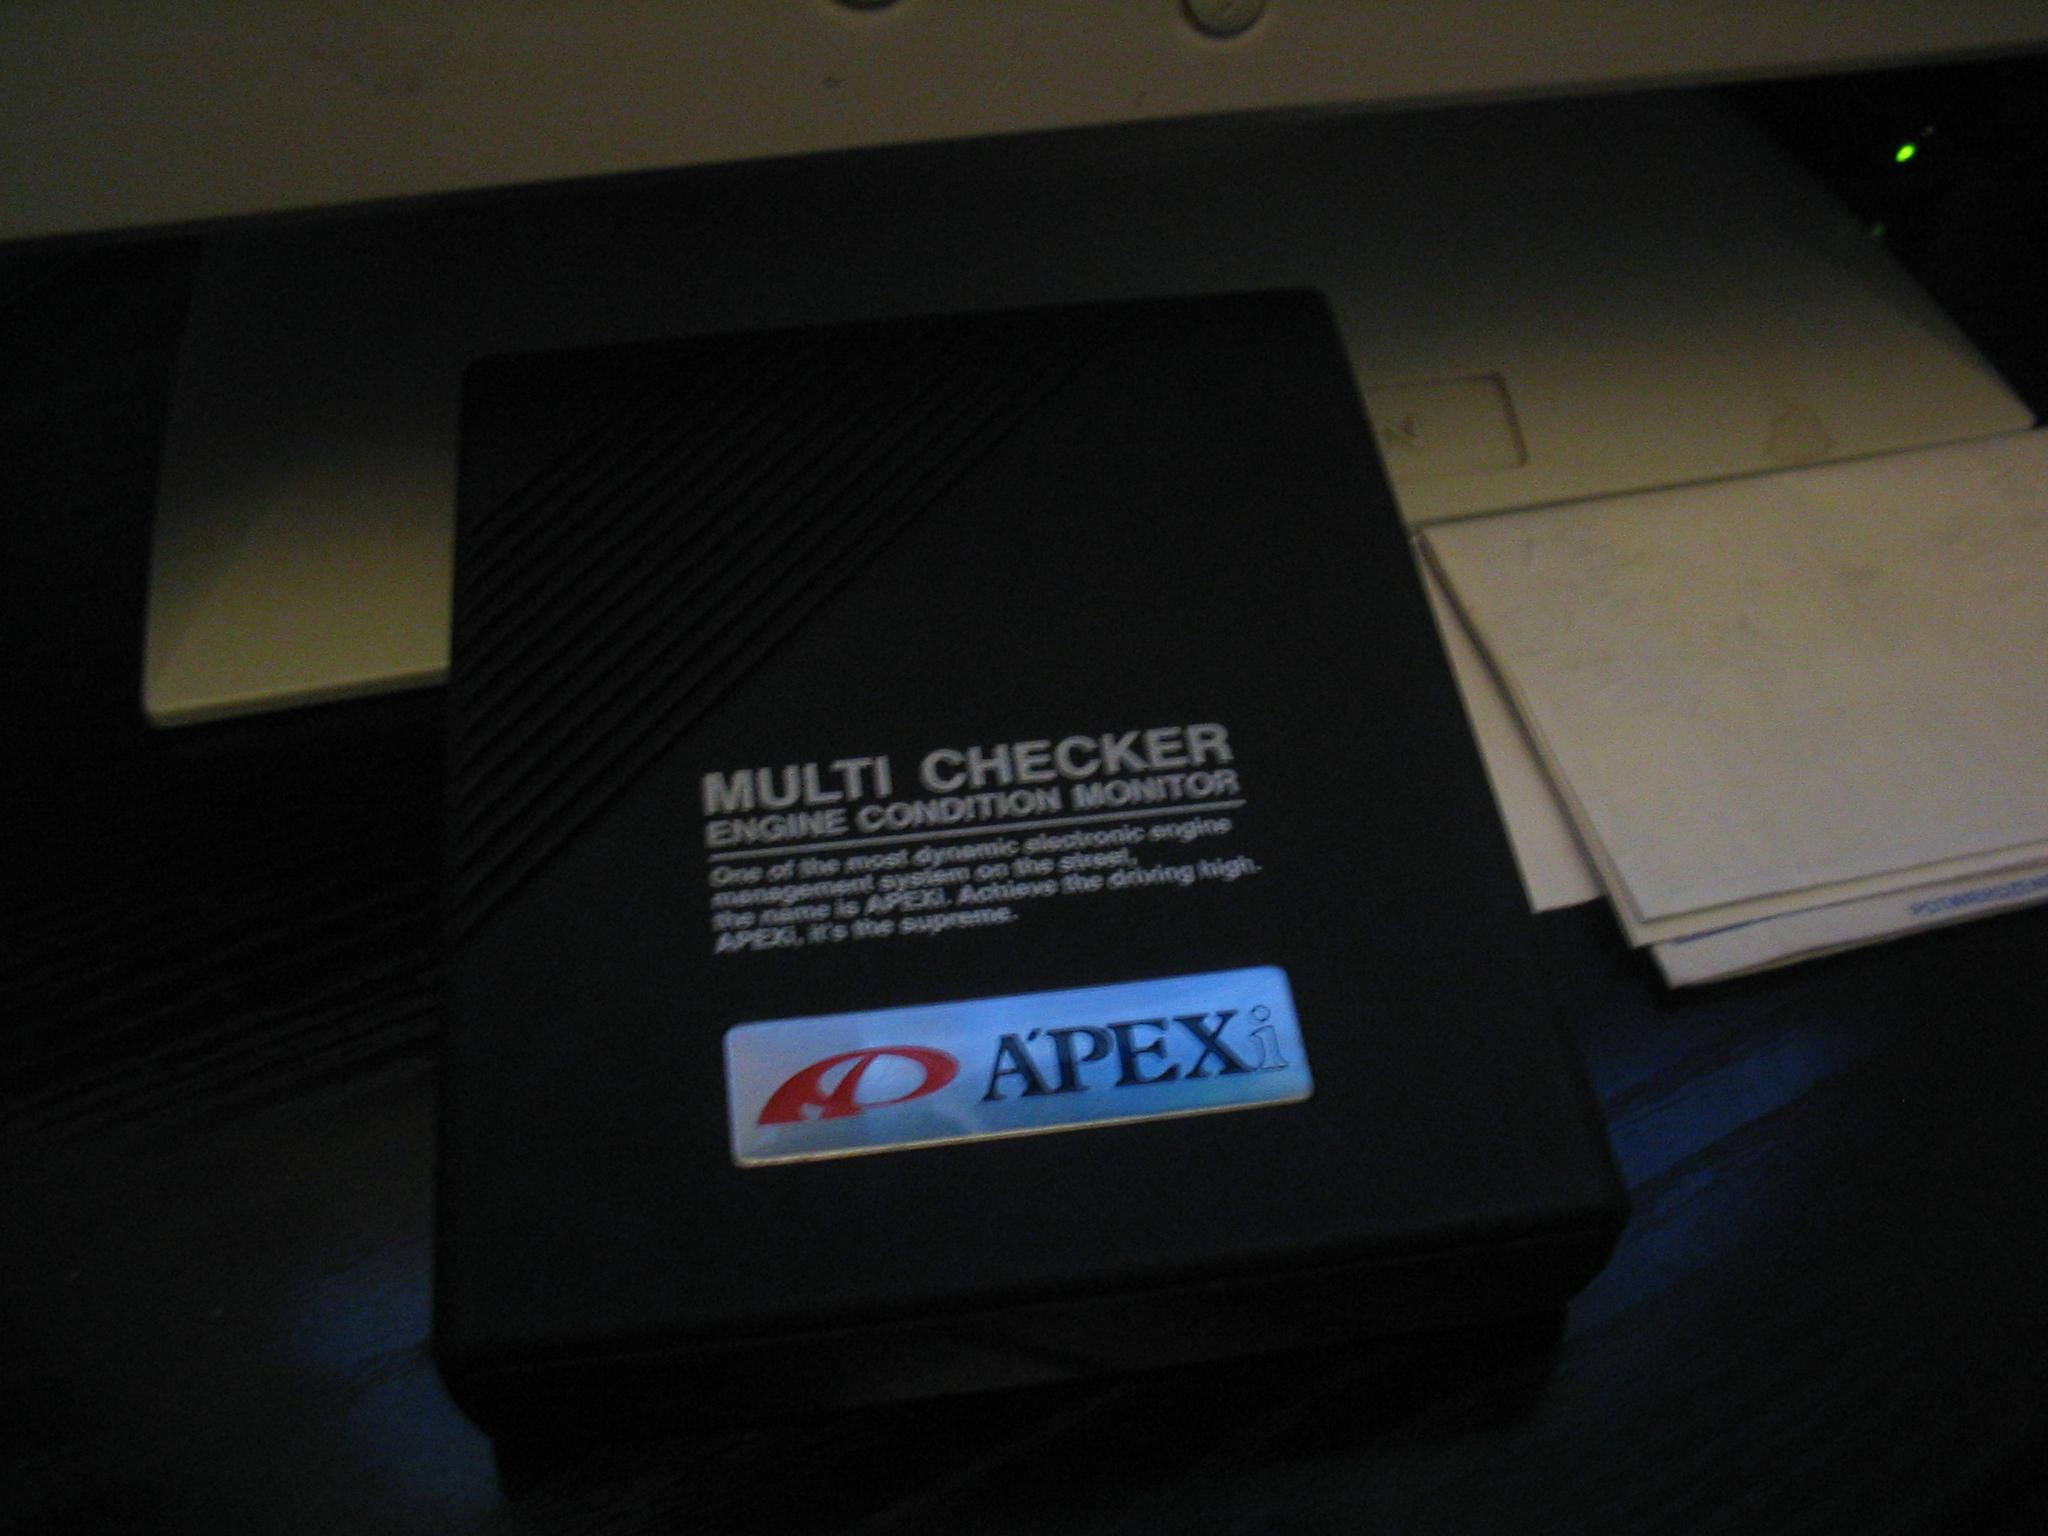 MULTI CHECKER
ENGINE CONDITION MONITOR
One of the most dynamic electronic engine
management system on the street,
the name is APEXi. Achieve the driving high.
APEXi, it's the supreme.
A'PEXi